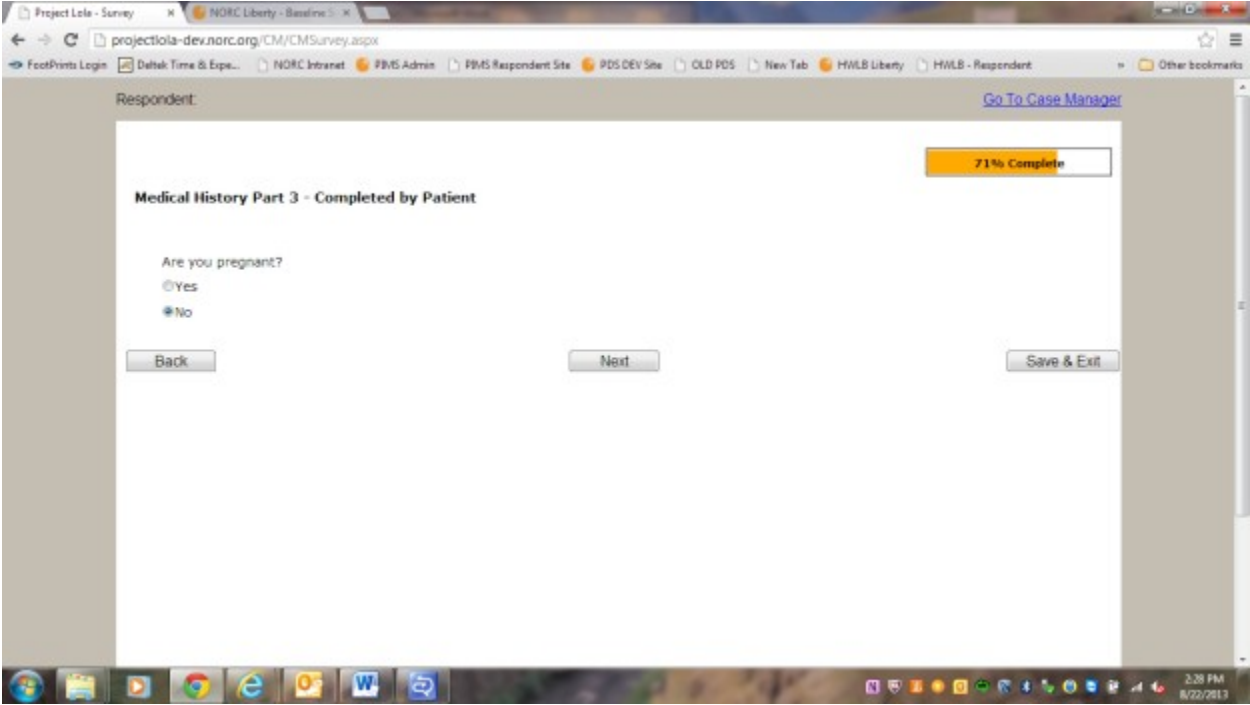 Project Lola - Survey
NORC Liberty - Baseline S
projectlola-dev.norc.org/CM/CMSurvey.aspx
FootPrints Login Deltek Time & Expe... NORC Intranet PIMS Admin PIMS Respondent Site PDS DEV Site OLD PDS New Tab HWLB Liberty HWLB - Respondent » Other bookmarks
Respondent: Go To Case Manager
71% Complete
Medical History Part 3 - Completed by Patient
Are you pregnant?
Yes
No
Back Next Save & Exit
2:28 PM
8/22/2013